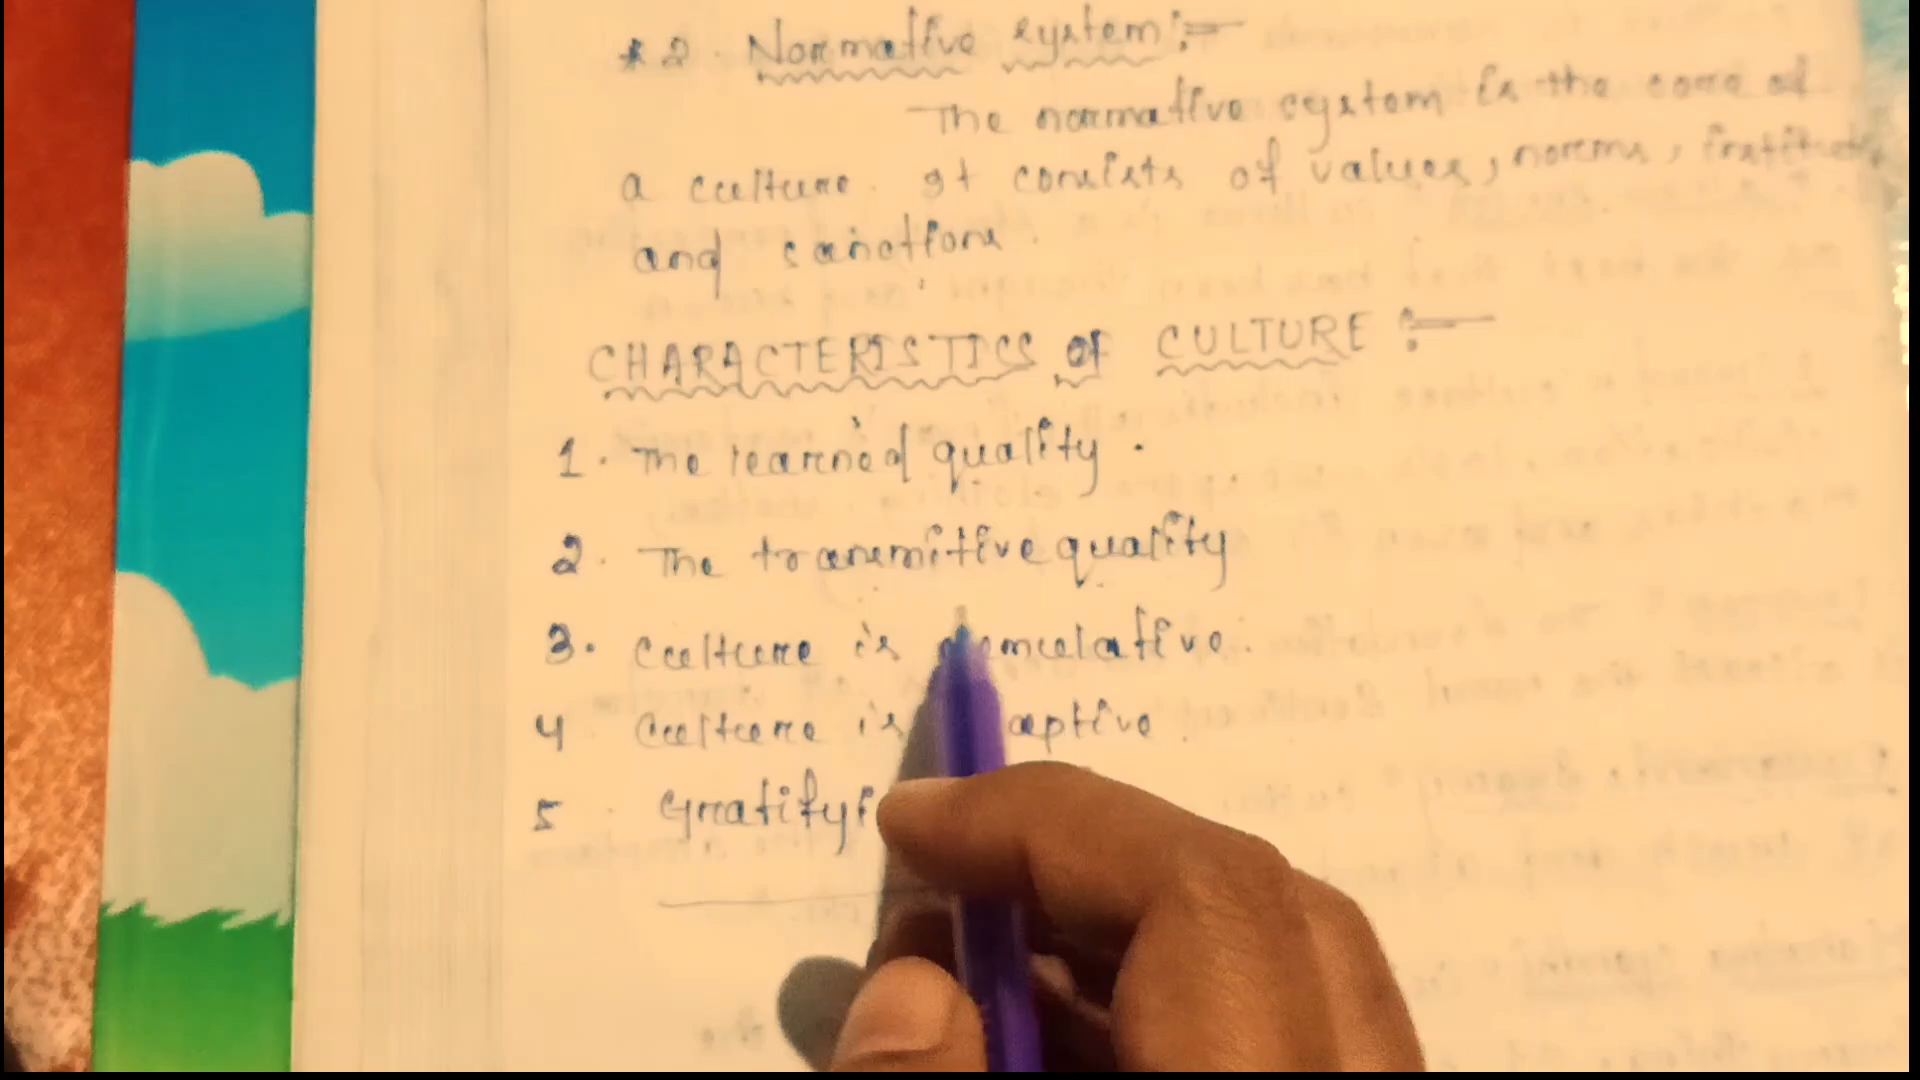 *2. Normative system :-
The normative system is the core of
a culture. It consists of values, norms,
and sanctions.
CHARACTERISTICS of CULTURE :-
1. The learned quality.
2. The transmitive quality
3. Culture is
4 Culture is
5.